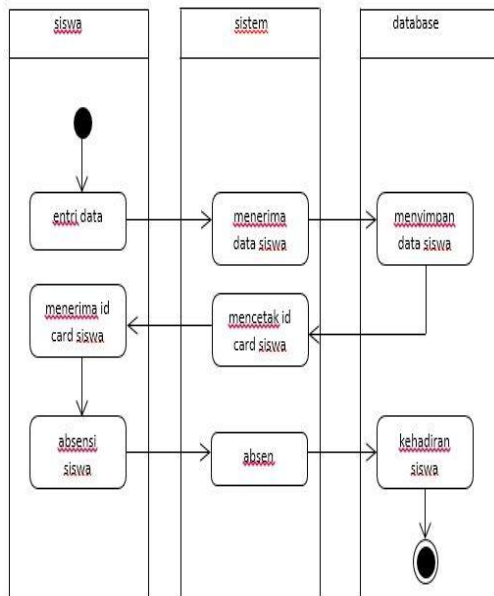 siswa
sistem
database
entri data
menerima
data siswa
menyimpan
data siswa
menerima id
card siswa
mencetak id
card siswa
absensi
siswa
absen
kehadiran
siswa